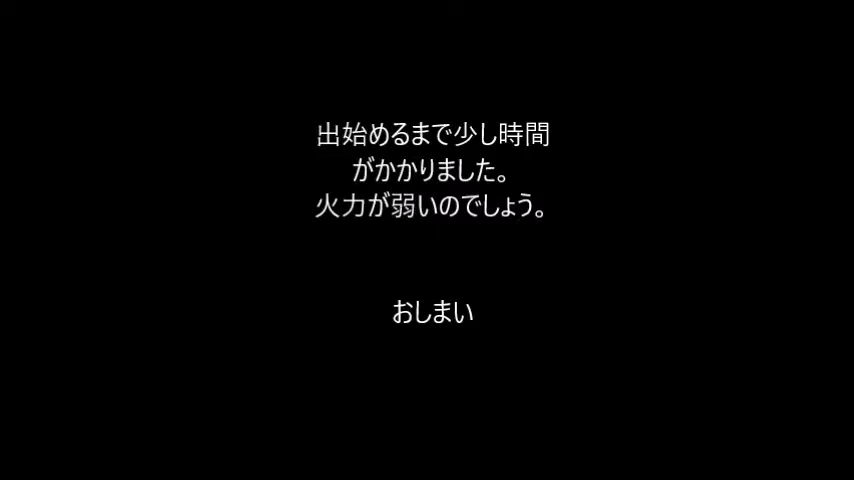 出始めるまで少し時間
がかかりました。
火力が弱いのでしょう。
おしまい